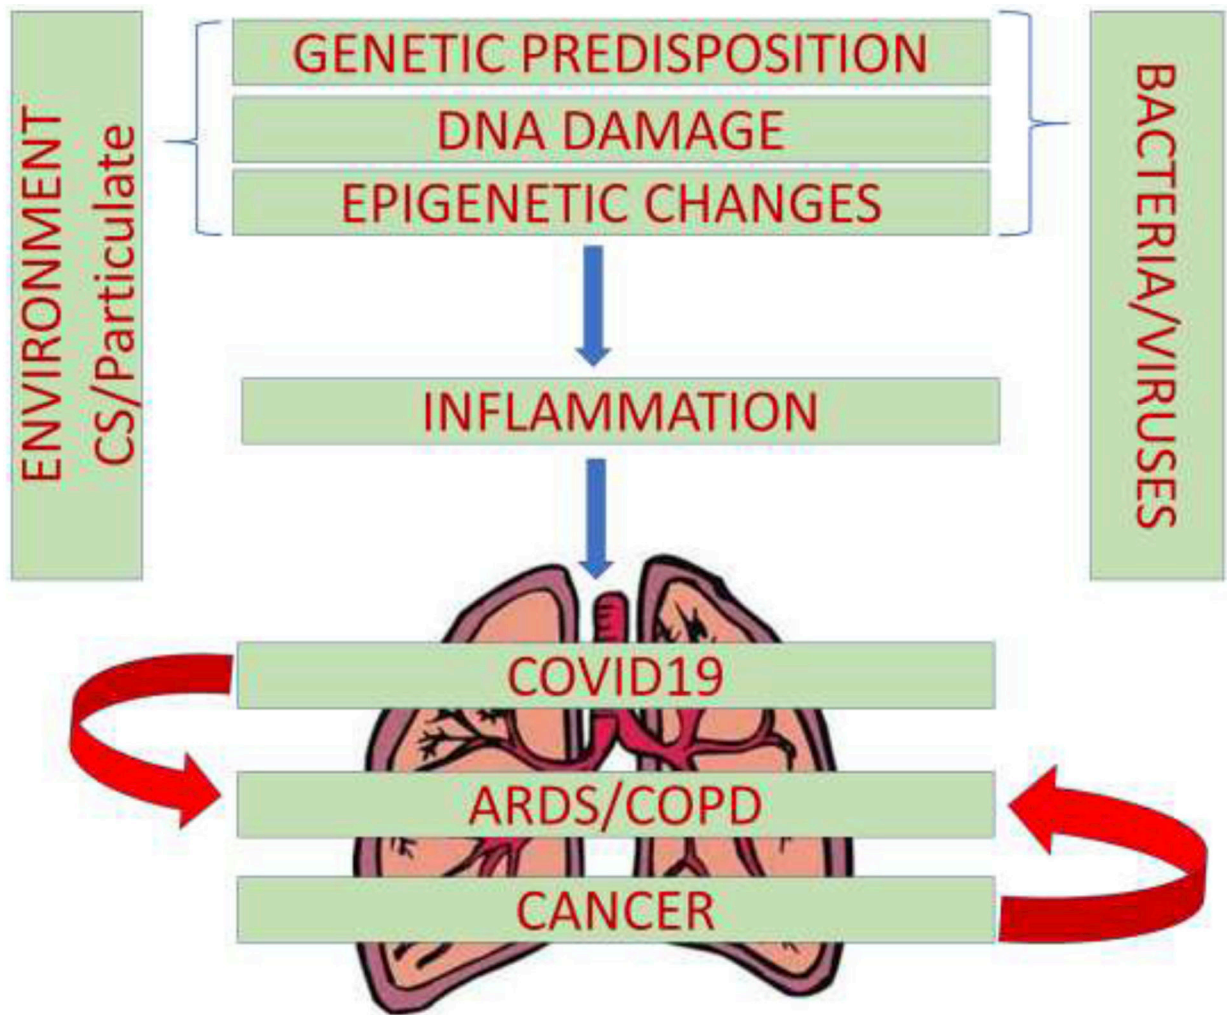 ENVIRONMENT
CS/Particulate
GENETIC PREDISPOSITION
DNA DAMAGE
EPIGENETIC CHANGES
BACTERIA/VIRUSES
INFLAMMATION
COVID19
ARDS/COPD
CANCER